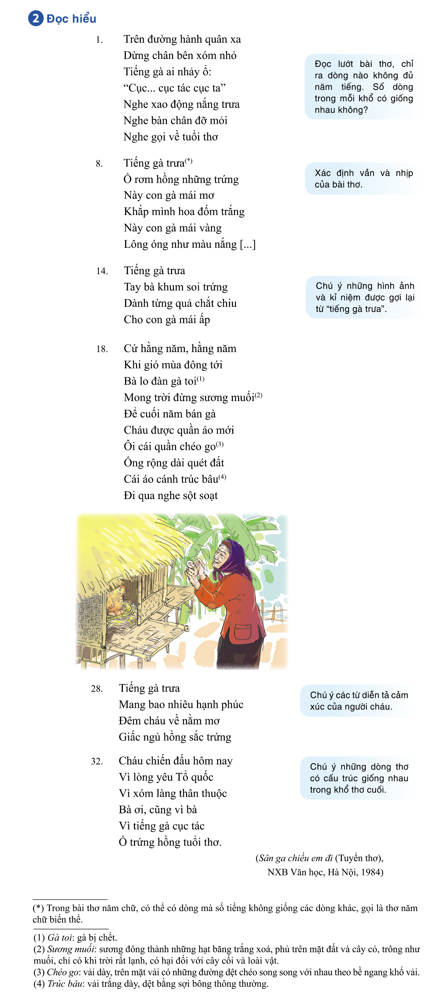 2 Đọc hiểu
1. Trên đường hành quân xa
Dừng chân bên xóm nhỏ
Tiếng gà ai nhảy ổ:
“Cục... cục tác cục ta”
Nghe xao động nắng trưa
Nghe bàn chân đỡ mỏi
Nghe gọi về tuổi thơ
Đọc lướt bài thơ, chỉ
ra dòng nào không đủ
năm tiếng. Số dòng
trong mỗi khổ có giống
nhau không?
8. Tiếng gà trưa(*)
Ổ rơm hồng những trứng
Này con gà mái mơ
Khắp mình hoa đốm trắng
Này con gà mái vàng
Lông óng như màu nắng [...]
Xác định vần và nhịp
của bài thơ.
14. Tiếng gà trưa
Tay bà khum soi trứng
Dành từng quả chắt chiu
Cho con gà mái ấp
Chú ý những hình ảnh
và kỉ niệm được gợi lại
từ “tiếng gà trưa”.
18. Cứ hằng năm, hằng năm
Khi gió mùa đông tới
Bà lo đàn gà toi(1)
Mong trời đừng sương muối(2)
Để cuối năm bán gà
Cháu được quần áo mới
Ôi cái quần chéo go(3)
Ống rộng dài quét đất
Cái áo cánh trúc bâu(4)
Đi qua nghe sột soạt
28. Tiếng gà trưa
Mang bao nhiêu hạnh phúc
Đêm cháu về nằm mơ
Giấc ngủ hồng sắc trứng
Chú ý các từ diễn tả cảm
xúc của người cháu.
32. Cháu chiến đấu hôm nay
Vì lòng yêu Tổ quốc
Vì xóm làng thân thuộc
Bà ơi, cũng vì bà
Vì tiếng gà cục tác
Ổ trứng hồng tuổi thơ.
Chú ý những dòng thơ
có cấu trúc giống nhau
trong khổ thơ cuối.
(Sân ga chiều em đi (Tuyển thơ),
NXB Văn học, Hà Nội, 1984)
(*) Trong bài thơ năm chữ, có thể có dòng mà số tiếng không giống các dòng khác, gọi là thơ năm
chữ biến thể.
(1) Gà toi: gà bị chết.
(2) Sương muối: sương đông thành những hạt băng trắng xoá, phủ trên mặt đất và cây cỏ, trông như
muối, chỉ có khi trời rất lạnh, có hại đối với cây cối và loài vật.
(3) Chéo go: vải dày, trên mặt vải có những đường dệt chéo song song với nhau theo bề ngang khổ vải.
(4) Trúc bâu: vải trắng dày, dệt bằng sợi bông thông thường.